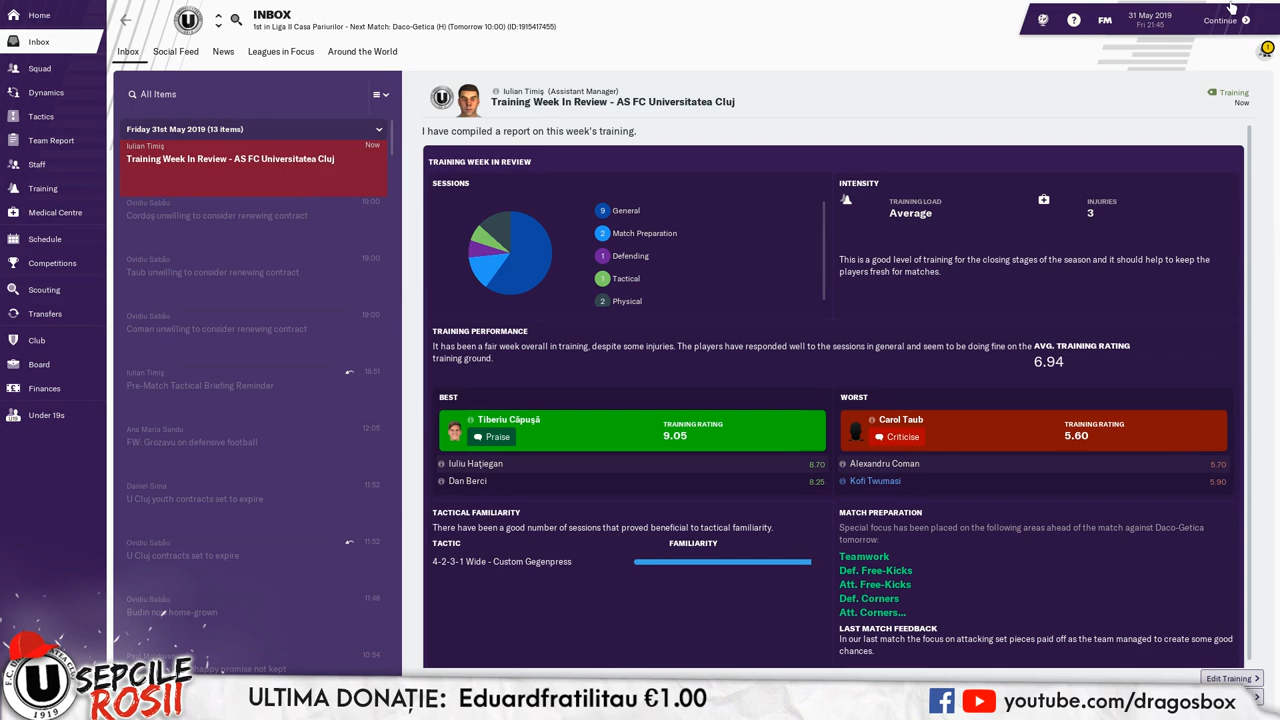 Home
Inbox
Squad
Dynamics
Tactics
Team Report
Staff
Training
Medical Centre
Schedule
Competitions
Scouting
Transfers
Club
Board
Finances
Under 19s
INBOX
1st in Liga II Casa Pariurilor - Next Match: Daco-Getica (H) (Tomorrow 10:00) (ID:1915417455)
FM
31 May 2019
Fri 21:45
Continue
1
Inbox
Social Feed
News
Leagues in Focus
Around the World
All Items
Friday 31st May 2019 (13 items)
Iulian Timiș
Now
Training Week In Review - AS FC Universitatea Cluj
Ovidiu Sabău
19:00
Cordoș unwilling to consider renewing contract
Ovidiu Sabău
19:00
Taub unwilling to consider renewing contract
Ovidiu Sabău
19:00
Coman unwilling to consider renewing contract
Iulian Timiș
18:51
Pre-Match Tactical Briefing Reminder
Ana Maria Sandu
12:05
FW: Grozavu on defensive football
Daniel Sima
11:52
U Cluj youth contracts set to expire
Ovidiu Sabău
11:52
U Cluj contracts set to expire
Ovidiu Sabău
11:48
Budin now home-grown
10:54
happy promise not kept
Iulian Timiș (Assistant Manager)
Training Week In Review - AS FC Universitatea Cluj
Training
Now
I have compiled a report on this week's training.
TRAINING WEEK IN REVIEW
SESSIONS
9 General
2 Match Preparation
1 Defending
1 Tactical
2 Physical
INTENSITY
TRAINING LOAD
Average
INJURIES
3
This is a good level of training for the closing stages of the season and it should help to keep the
players fresh for matches.
TRAINING PERFORMANCE
It has been a fair week overall in training, despite some injuries. The players have responded well to the sessions in general and seem to be doing fine on the
training ground.
AVG. TRAINING RATING
6.94
BEST
Tiberiu Căpușă
Praise
TRAINING RATING
9.05
Iuliu Hațiegan
8.70
Dan Berci
8.25
WORST
Carol Taub
Criticise
TRAINING RATING
5.60
Alexandru Coman
5.70
Kofi Twumasi
5.90
TACTICAL FAMILIARITY
There have been a good number of sessions that proved beneficial to tactical familiarity.
TACTIC
FAMILIARITY
4-2-3-1 Wide - Custom Gegenpress
MATCH PREPARATION
Special focus has been placed on the following areas ahead of the match against Daco-Getica
tomorrow:
Teamwork
Def. Free-Kicks
Att. Free-Kicks
Def. Corners
Att. Corners...
LAST MATCH FEEDBACK
In our last match the focus on attacking set pieces paid off as the team managed to create some good
chances.
Edit Training
U
1919
SEPCILE
ROSII
ULTIMA DONAȚIE: Eduardfratilitau €1.00
youtube.com/dragosbox